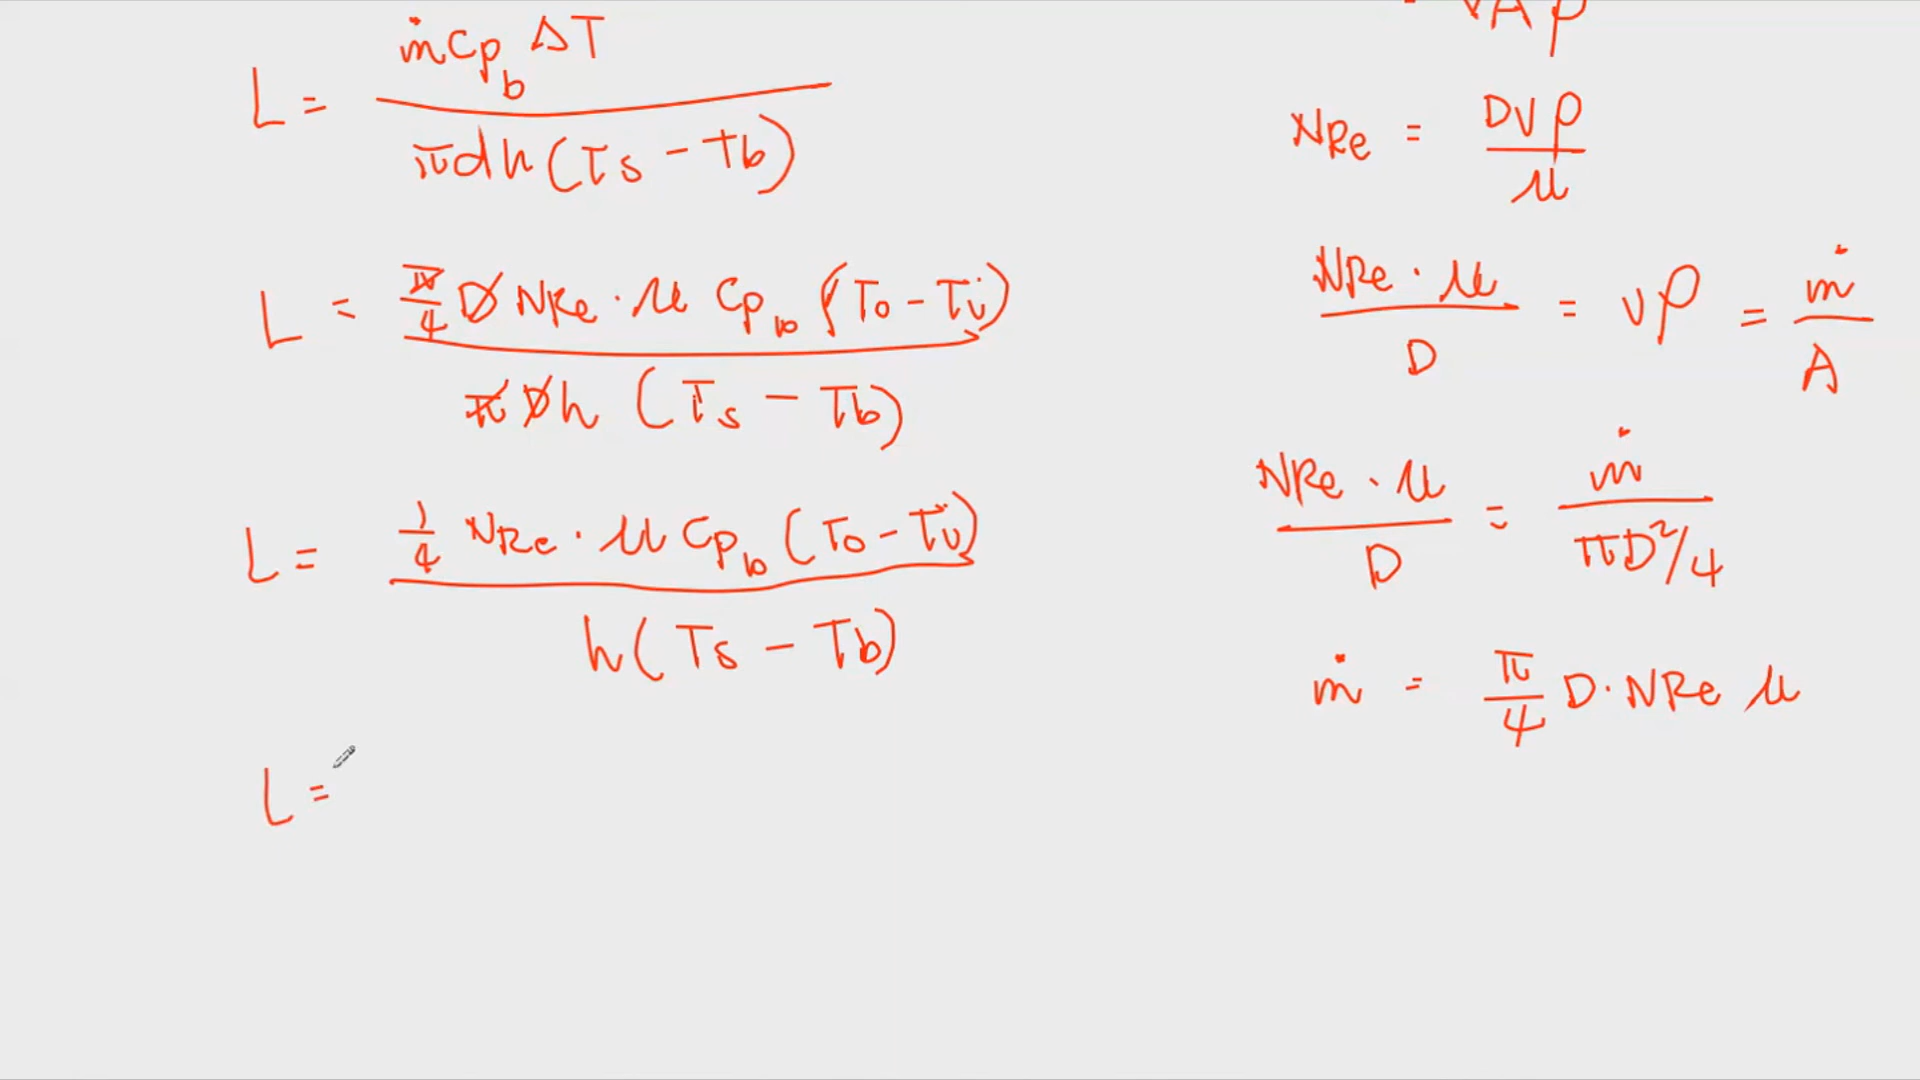 L = ṁCp_b ΔT / πdh(Ts - Tb)
L = π/4 D NRe · μ Cp_b (To - Ti) / πDh (Ts - Tb)
L = 1/4 NRe · μ Cp_b (To - Ti) / h(Ts - Tb)
L =
= vAρ
NRe = Dvρ / μ
NRe · μ / D = vρ = ṁ / A
NRe · μ / D = ṁ / πD²/4
ṁ = π/4 D · NRe μ